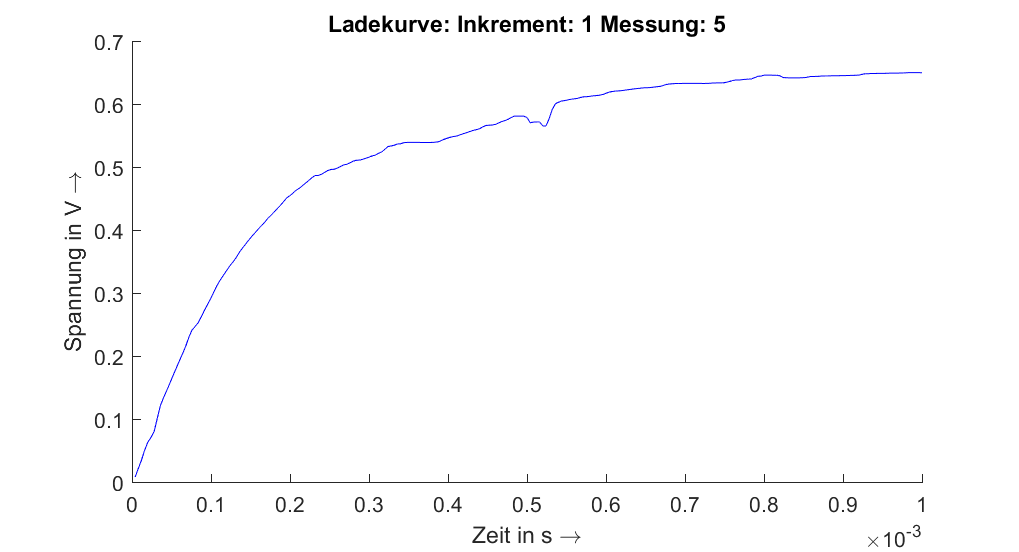 Ladekurve: Inkrement: 1 Messung: 5
Spannung in V →
0.7
0.6
0.5
0.4
0.3
0.2
0.1
0
0 0.1 0.2 0.3 0.4 0.5 0.6 0.7 0.8 0.9 1
Zeit in s →
×10⁻³